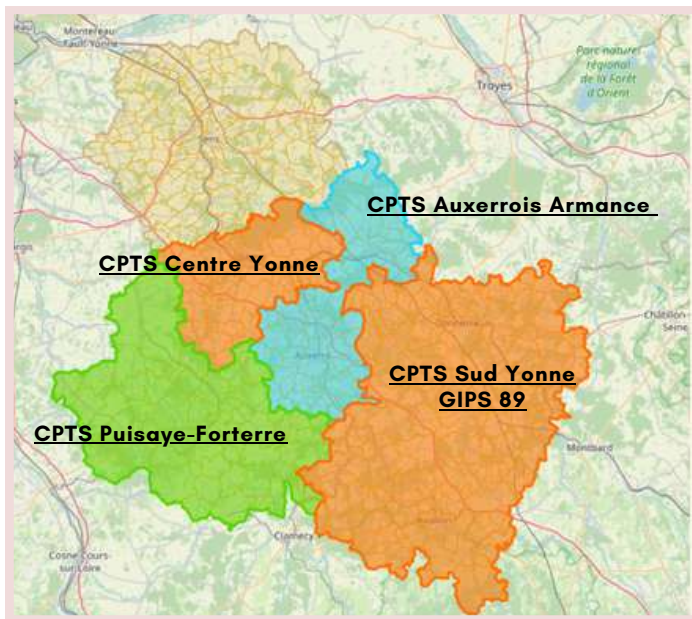 Montereau-
Fault-Yonne
Parc naturel
régional
de la Forêt
d'Orient
Troyes
Sens
CPTS Auxerrois Armance
CPTS Centre Yonne
Châtillon-
Seine
CPTS Sud Yonne
GIPS 89
CPTS Puisaye-Forterre
Montbard
Clamecy
Cosne-Cours-
sur-Loire